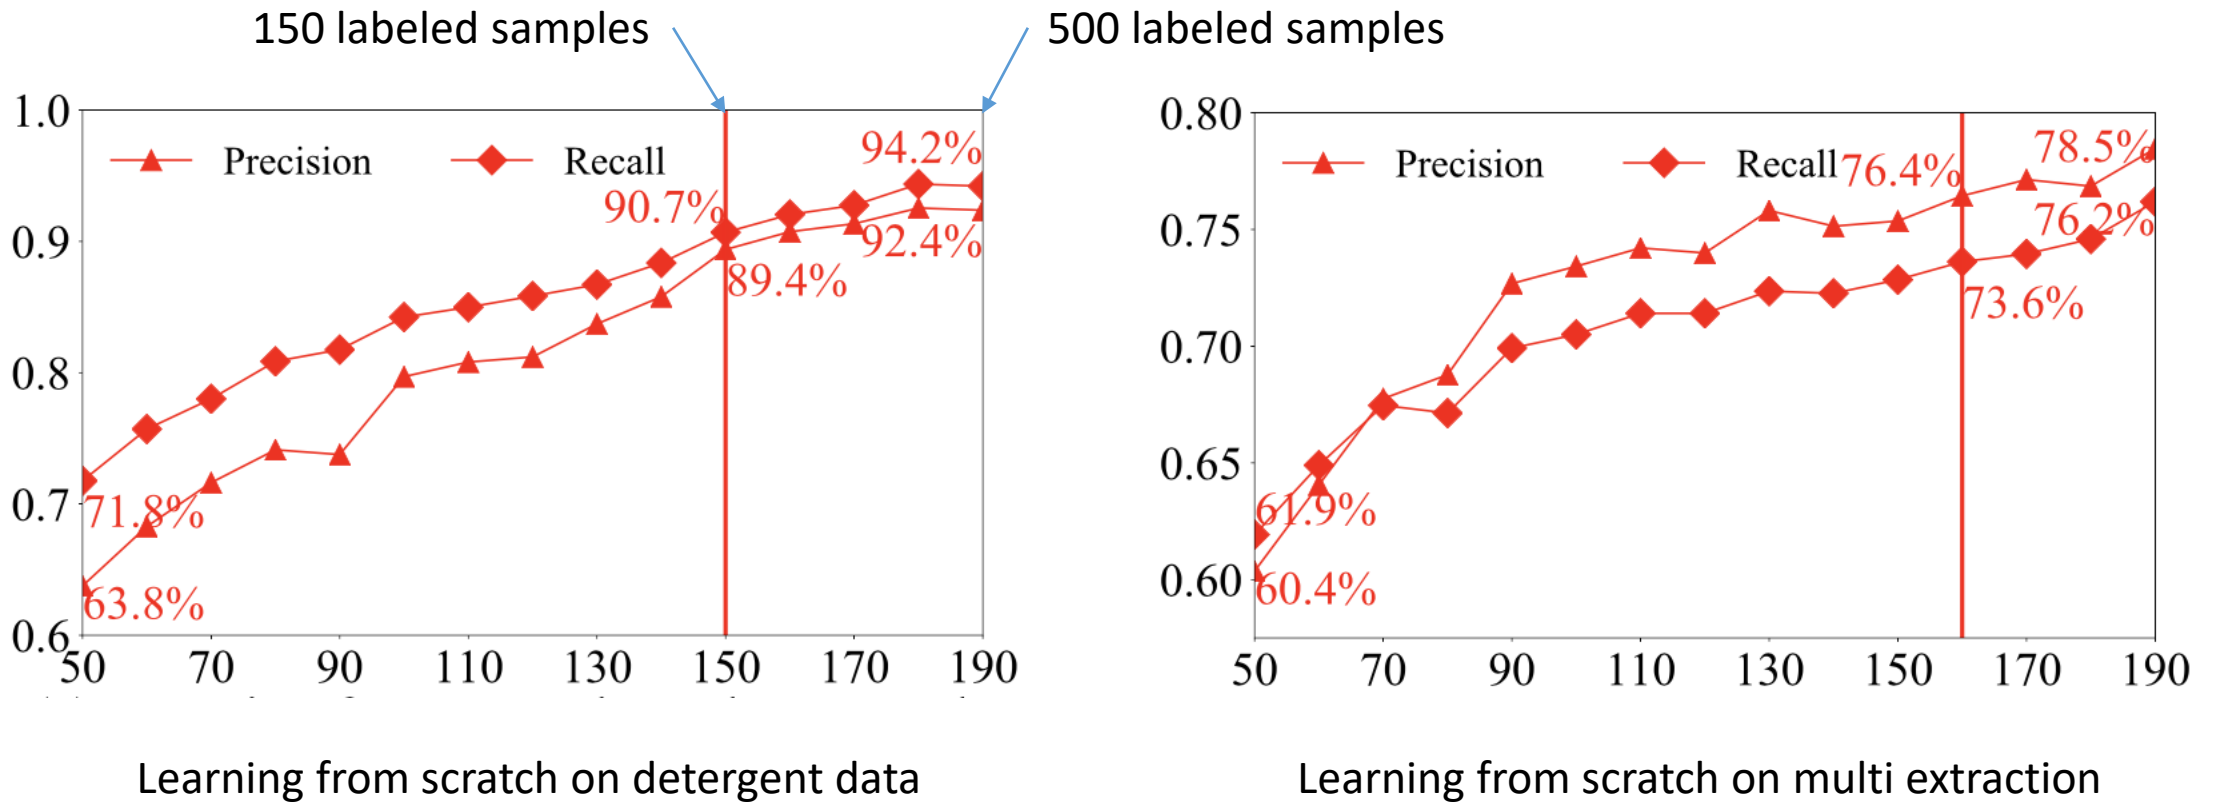 150 labeled samples
500 labeled samples
1.0
0.9
0.8
0.7
0.6
Precision
Recall
94.2%
90.7%
92.4%
89.4%
71.8%
63.8%
50 70 90 110 130 150 170 190
Learning from scratch on detergent data
0.80
0.75
0.70
0.65
0.60
Precision
Recall
76.4%
78.5%
76.2%
73.6%
61.9%
60.4%
50 70 90 110 130 150 170 190
Learning from scratch on multi extraction